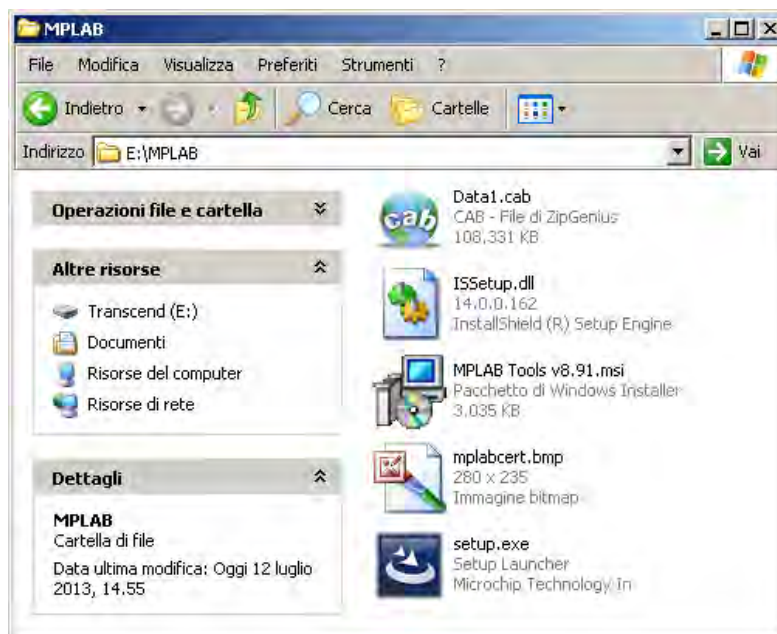 MPLAB
File Modifica Visualizza Preferiti Strumenti ?
Indietro Cerca Cartelle
Indirizzo E:\MPLAB Vai
Operazioni file e cartella
Altre risorse
Transcend (E:)
Documenti
Risorse del computer
Risorse di rete
Dettagli
MPLAB
Cartella di file
Data ultima modifica: Oggi 12 luglio
2013, 14.55
cab
Data1.cab
CAB - File di ZipGenius
108.331 KB
ISSetup.dll
14.0.0.162
InstallShield (R) Setup Engine
MPLAB Tools v8.91.msi
Pacchetto di Windows Installer
3.035 KB
mplabcert.bmp
280 x 235
Immagine bitmap
setup.exe
Setup Launcher
Microchip Technology In